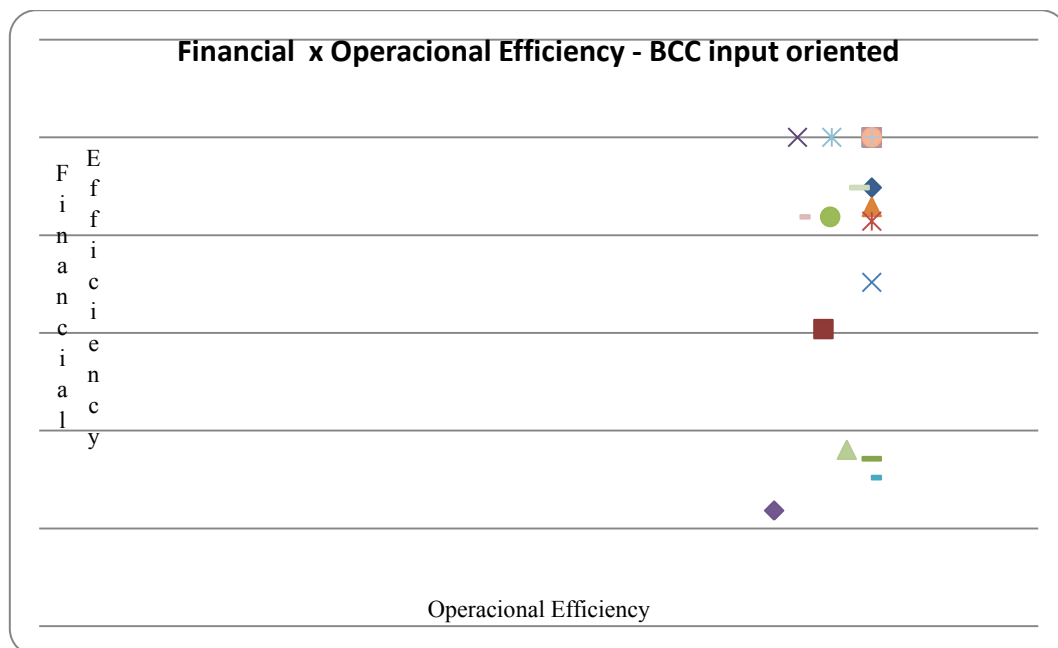 Financial x Operacional Efficiency - BCC input oriented
Financial
Efficiency
Operacional Efficiency